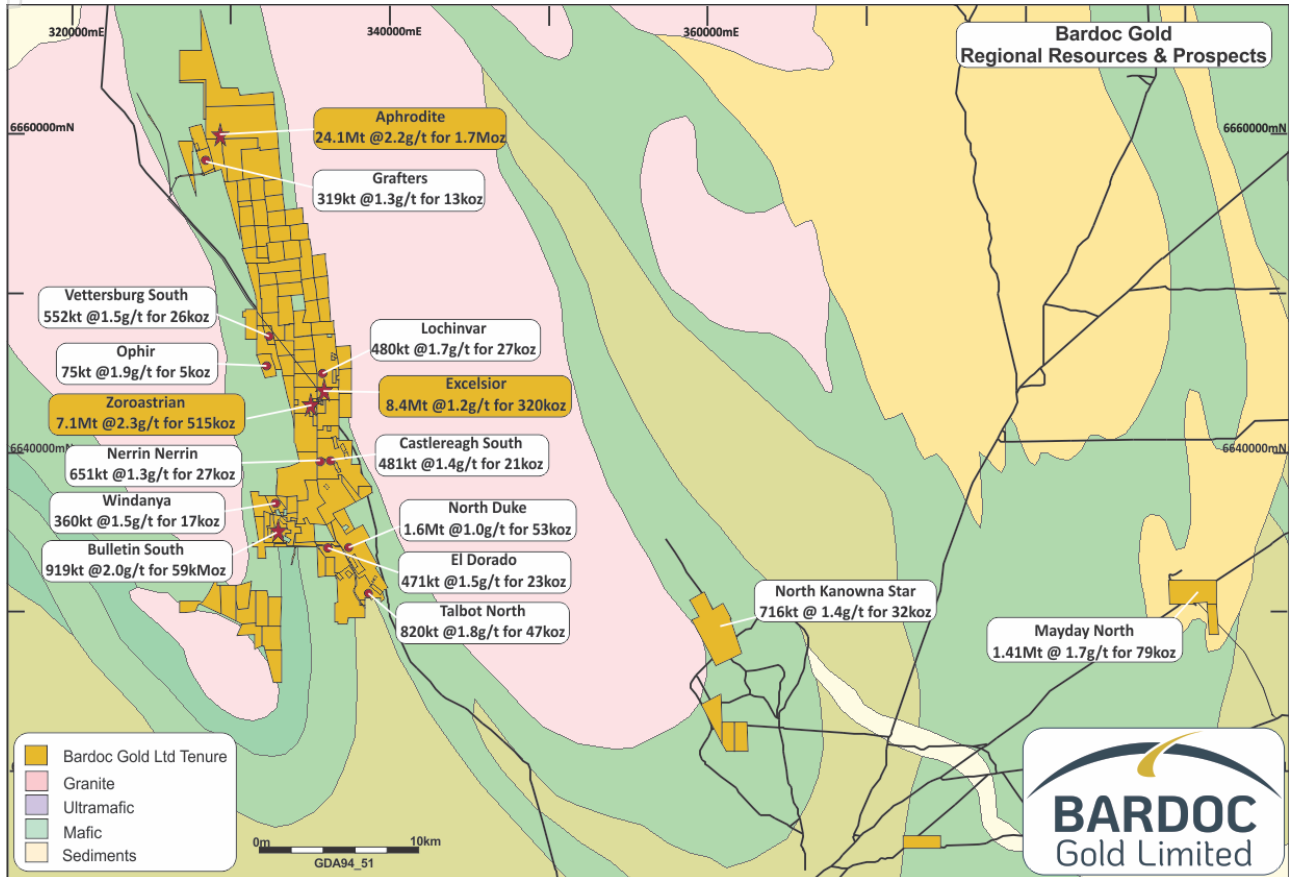 320000mE
340000mE
360000mE
Bardoc Gold
Regional Resources & Prospects
6660000mN
6660000mN
Aphrodite
24.1Mt @2.2g/t for 1.7Moz
Grafters
319kt @1.3g/t for 13koz
Vettersburg South
552kt @1.5g/t for 26koz
Lochinvar
480kt @1.7g/t for 27koz
Ophir
75kt @1.9g/t for 5koz
Excelsior
8.4Mt @1.2g/t for 320koz
Zoroastrian
7.1Mt @2.3g/t for 515koz
6640000mN
6640000mN
Nerrin Nerrin
651kt @1.3g/t for 27koz
Castlereagh South
481kt @1.4g/t for 21koz
Windanya
360kt @1.5g/t for 17koz
North Duke
1.6Mt @1.0g/t for 53koz
Bulletin South
919kt @2.0g/t for 59kMoz
El Dorado
471kt @1.5g/t for 23koz
Talbot North
820kt @1.8g/t for 47koz
North Kanowna Star
716kt @ 1.4g/t for 32koz
Mayday North
1.41Mt @ 1.7g/t for 79koz
Bardoc Gold Ltd Tenure
Granite
Ultramafic
Mafic
Sediments
0m
10km
GDA94_51
BARDOC
Gold Limited